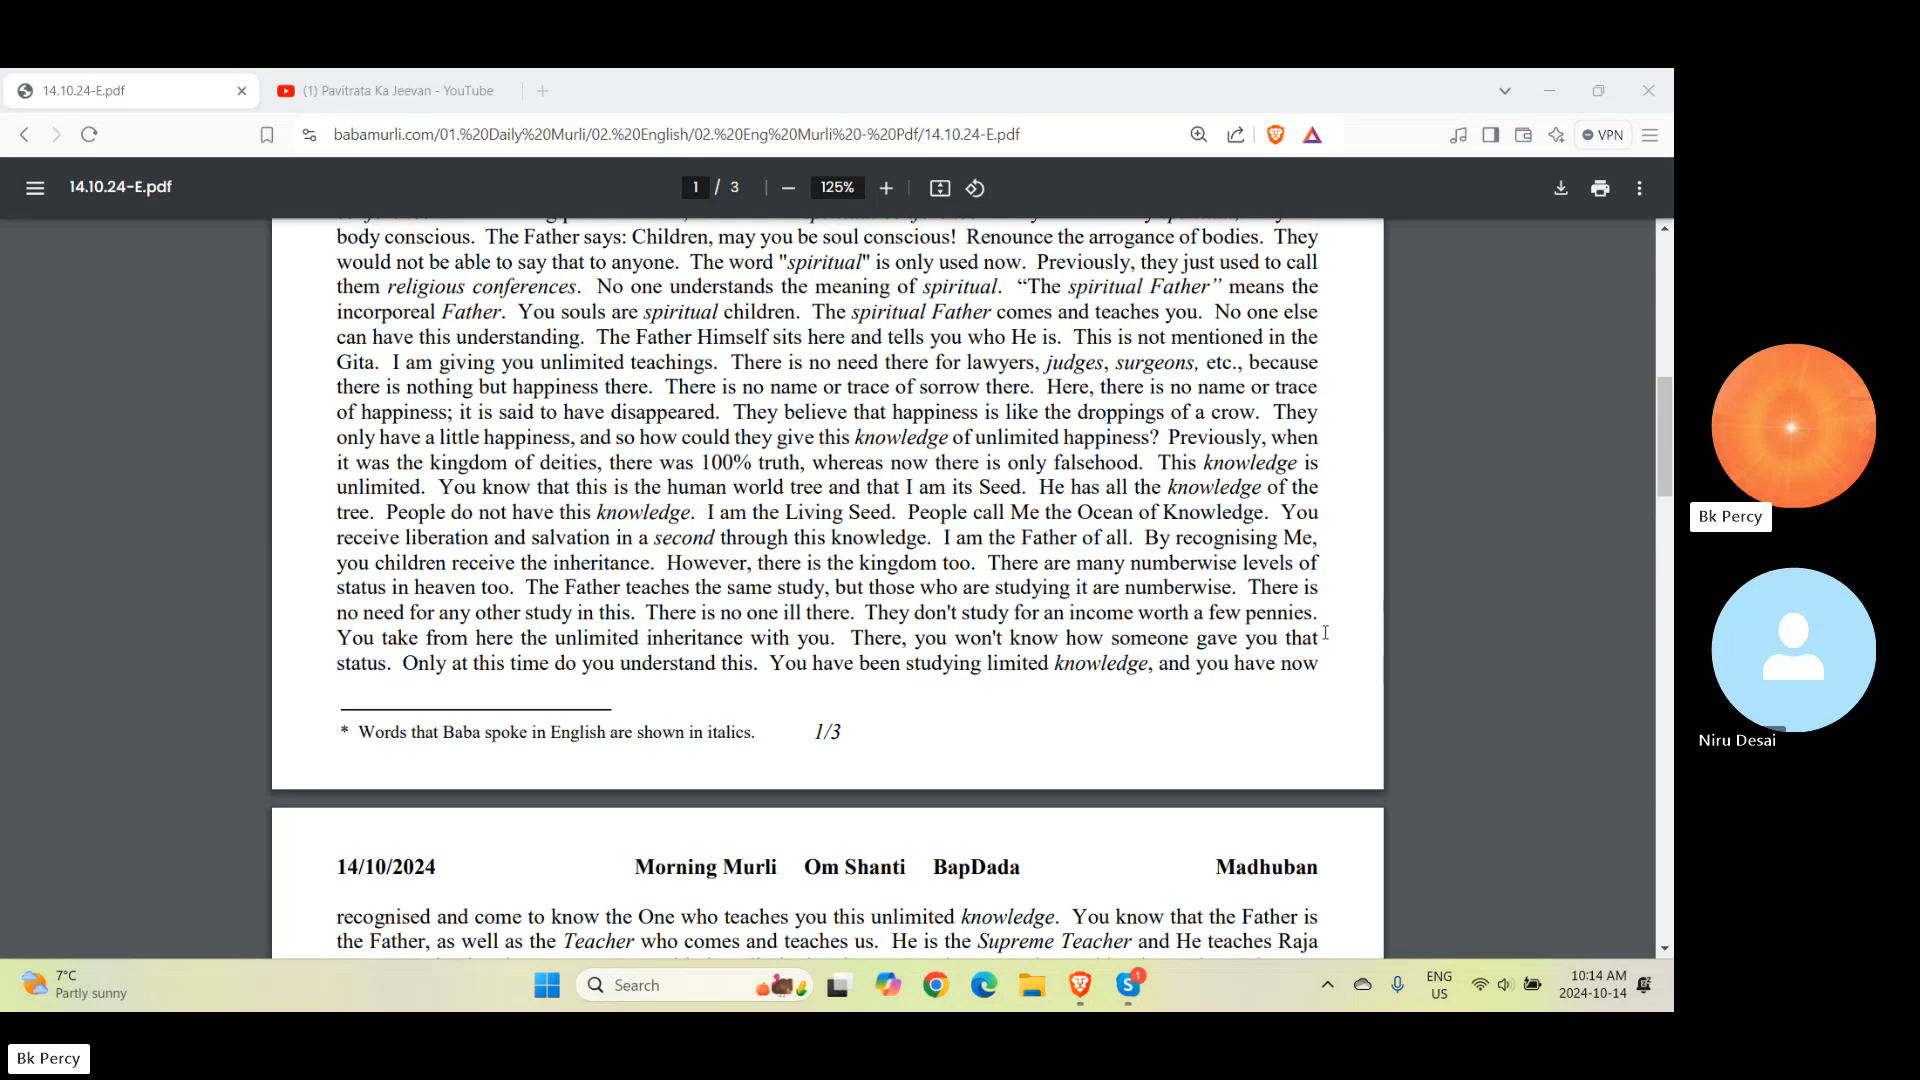 14.10.24-E.pdf
(1) Pavitrata Ka Jeevan - YouTube
babamurli.com/01.%20Daily%20Murli/02.%20English/02.%20Eng%20Murli%20-%20Pdf/14.10.24-E.pdf
VPN
14.10.24-E.pdf
1 / 3
125%
body conscious. The Father says: Children, may you be soul conscious! Renounce the arrogance of bodies. They
would not be able to say that to anyone. The word "spiritual" is only used now. Previously, they just used to call
them religious conferences. No one understands the meaning of spiritual. “The spiritual Father” means the
incorporeal Father. You souls are spiritual children. The spiritual Father comes and teaches you. No one else
can have this understanding. The Father Himself sits here and tells you who He is. This is not mentioned in the
Gita. I am giving you unlimited teachings. There is no need there for lawyers, judges, surgeons, etc., because
there is nothing but happiness there. There is no name or trace of sorrow there. Here, there is no name or trace
of happiness; it is said to have disappeared. They believe that happiness is like the droppings of a crow. They
only have a little happiness, and so how could they give this knowledge of unlimited happiness? Previously, when
it was the kingdom of deities, there was 100% truth, whereas now there is only falsehood. This knowledge is
unlimited. You know that this is the human world tree and that I am its Seed. He has all the knowledge of the
tree. People do not have this knowledge. I am the Living Seed. People call Me the Ocean of Knowledge. You
receive liberation and salvation in a second through this knowledge. I am the Father of all. By recognising Me,
you children receive the inheritance. However, there is the kingdom too. There are many numberwise levels of
status in heaven too. The Father teaches the same study, but those who are studying it are numberwise. There is
no need for any other study in this. There is no one ill there. They don't study for an income worth a few pennies.
You take from here the unlimited inheritance with you. There, you won't know how someone gave you that
status. Only at this time do you understand this. You have been studying limited knowledge, and you have now
* Words that Baba spoke in English are shown in italics. 1/3
14/10/2024 Morning Murli Om Shanti BapDada Madhuban
recognised and come to know the One who teaches you this unlimited knowledge. You know that the Father is
the Father, as well as the Teacher who comes and teaches us. He is the Supreme Teacher and He teaches Raja
Bk Percy
Niru Desai
7°C
Partly sunny
Search
S
1
ENG
US
10:14 AM
2024-10-14
Bk Percy